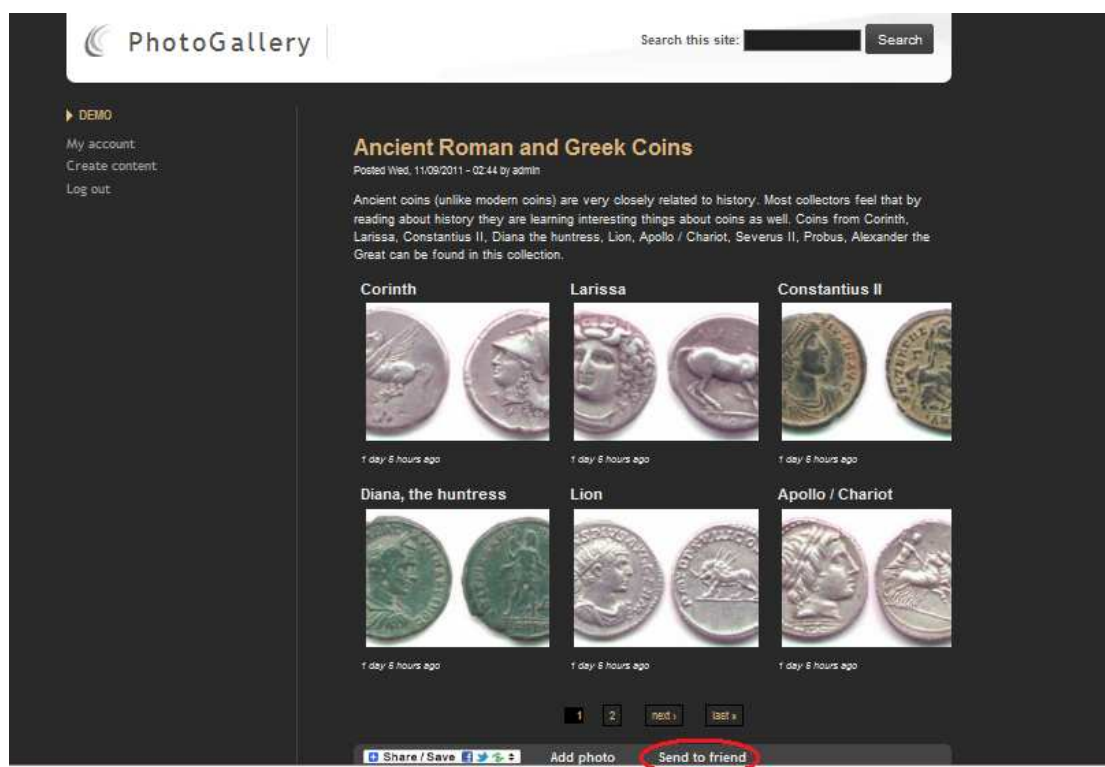 PhotoGallery
Search this site:
Search
DEMO
My account
Create content
Log out
Ancient Roman and Greek Coins
Posted Wed, 11/09/2011 - 02:44 by admin
Ancient coins (unlike modern coins) are very closely related to history. Most collectors feel that by
reading about history they are learning interesting things about coins as well. Coins from Corinth,
Larissa, Constantius II, Diana the huntress, Lion, Apollo / Chariot, Severus II, Probus, Alexander the
Great can be found in this collection.
Corinth
Larissa
Constantius II
1 day 6 hours ago
1 day 6 hours ago
1 day 6 hours ago
Diana, the huntress
Lion
Apollo / Chariot
1 day 6 hours ago
1 day 6 hours ago
1 day 6 hours ago
1 2 next › last »
Share / Save
Add photo
Send to friend